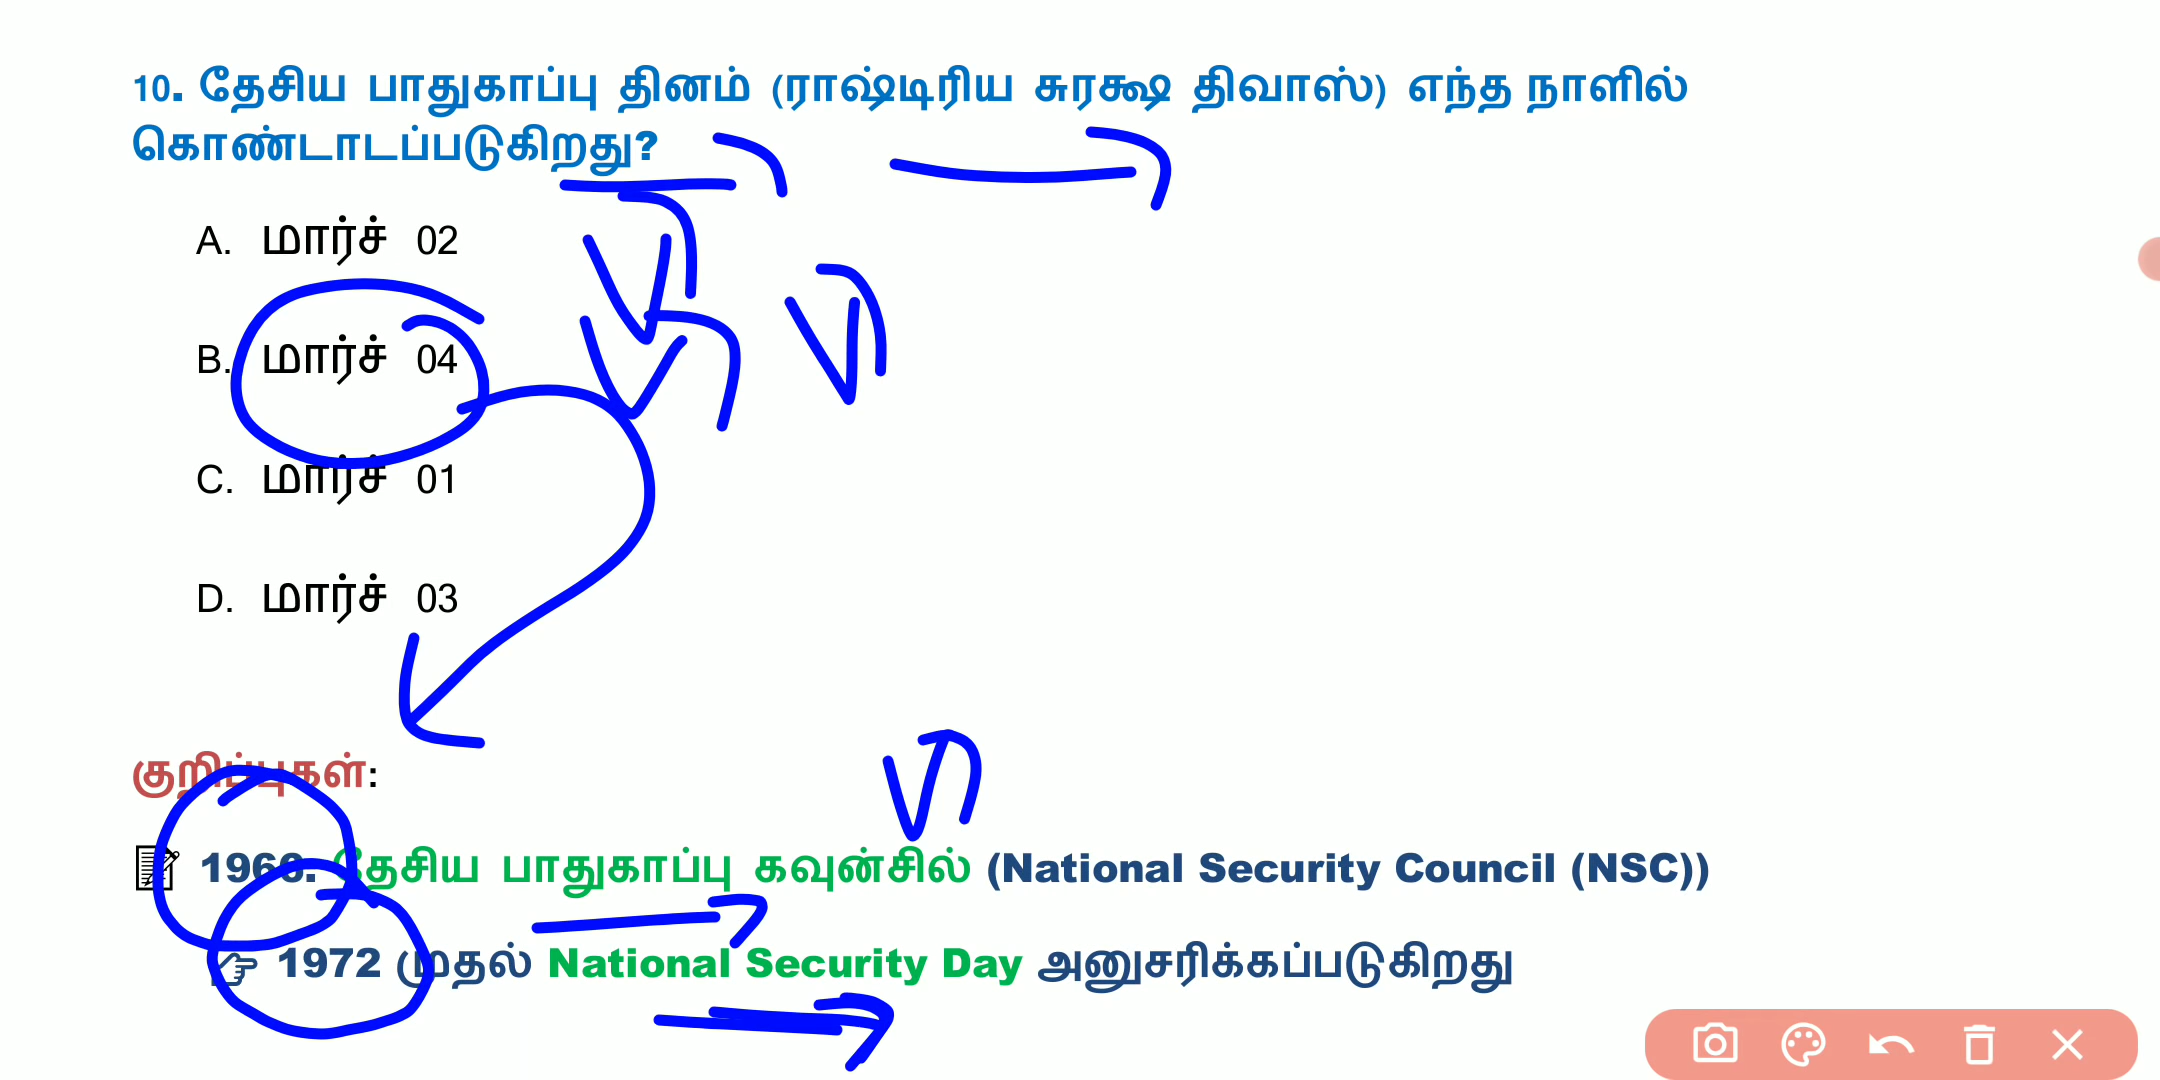 10. தேசிய பாதுகாப்பு தினம் (ராஷ்டிரிய சுரக்ஷ திவாஸ்) எந்த நாளில்
கொண்டாடப்படுகிறது?
A. மார்ச் 02
B. மார்ச் 04
C. மார்ச் 01
D. மார்ச் 03
குறிப்புகள்:
1966. தேசிய பாதுகாப்பு கவுன்சில் (National Security Council (NSC))
1972 முதல் National Security Day அனுசரிக்கப்படுகிறது